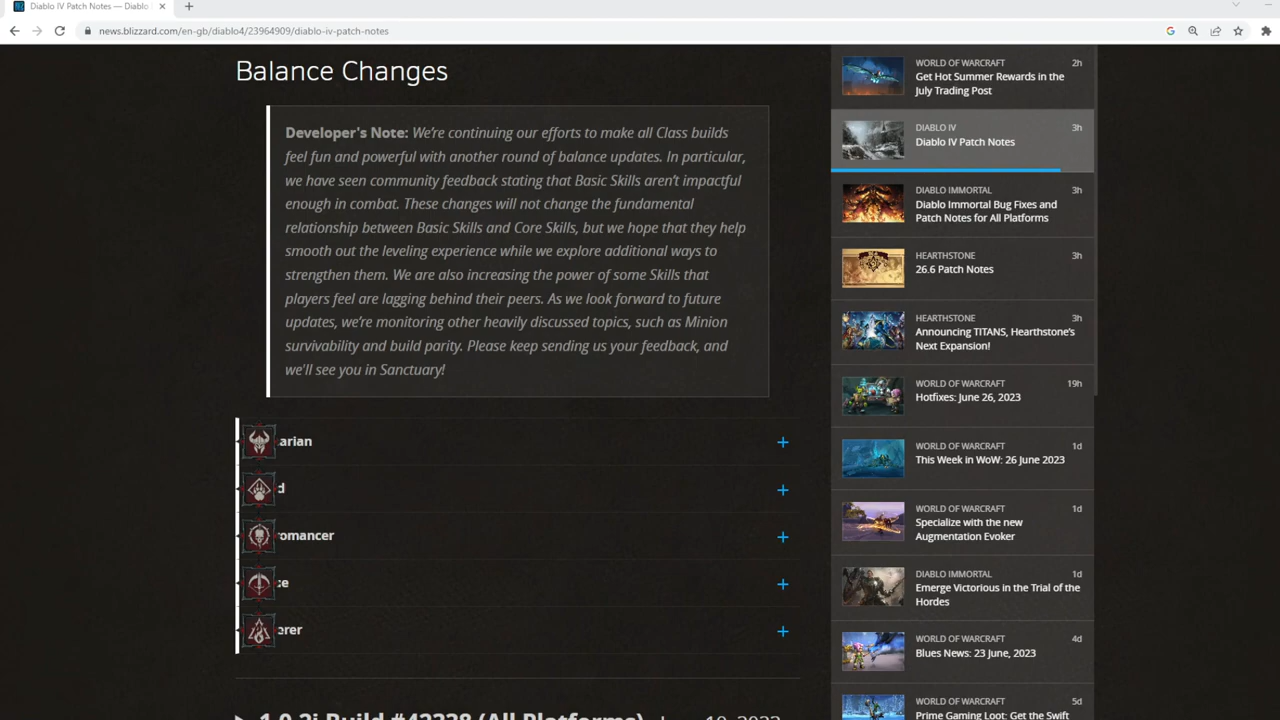 Diablo IV Patch Notes — Diablo
news.blizzard.com/en-gb/diablo4/23964909/diablo-iv-patch-notes
Balance Changes
Developer's Note: We're continuing our efforts to make all Class builds
feel fun and powerful with another round of balance updates. In particular,
we have seen community feedback stating that Basic Skills aren't impactful
enough in combat. These changes will not change the fundamental
relationship between Basic Skills and Core Skills, but we hope that they help
smooth out the leveling experience while we explore additional ways to
strengthen them. We are also increasing the power of some Skills that
players feel are lagging behind their peers. As we look forward to future
updates, we're monitoring other heavily discussed topics, such as Minion
survivability and build parity. Please keep sending us your feedback, and
we'll see you in Sanctuary!
arian
d
omancer
ce
erer
WORLD OF WARCRAFT 2h
Get Hot Summer Rewards in the
July Trading Post
DIABLO IV 3h
Diablo IV Patch Notes
DIABLO IMMORTAL 3h
Diablo Immortal Bug Fixes and
Patch Notes for All Platforms
HEARTHSTONE 3h
26.6 Patch Notes
HEARTHSTONE 3h
Announcing TITANS, Hearthstone's
Next Expansion!
WORLD OF WARCRAFT 19h
Hotfixes: June 26, 2023
WORLD OF WARCRAFT 1d
This Week in WoW: 26 June 2023
WORLD OF WARCRAFT 1d
Specialize with the new
Augmentation Evoker
DIABLO IMMORTAL 1d
Emerge Victorious in the Trial of the
Hordes
WORLD OF WARCRAFT 4d
Blues News: 23 June, 2023
WORLD OF WARCRAFT 5d
Prime Gaming Loot: Get the Swift